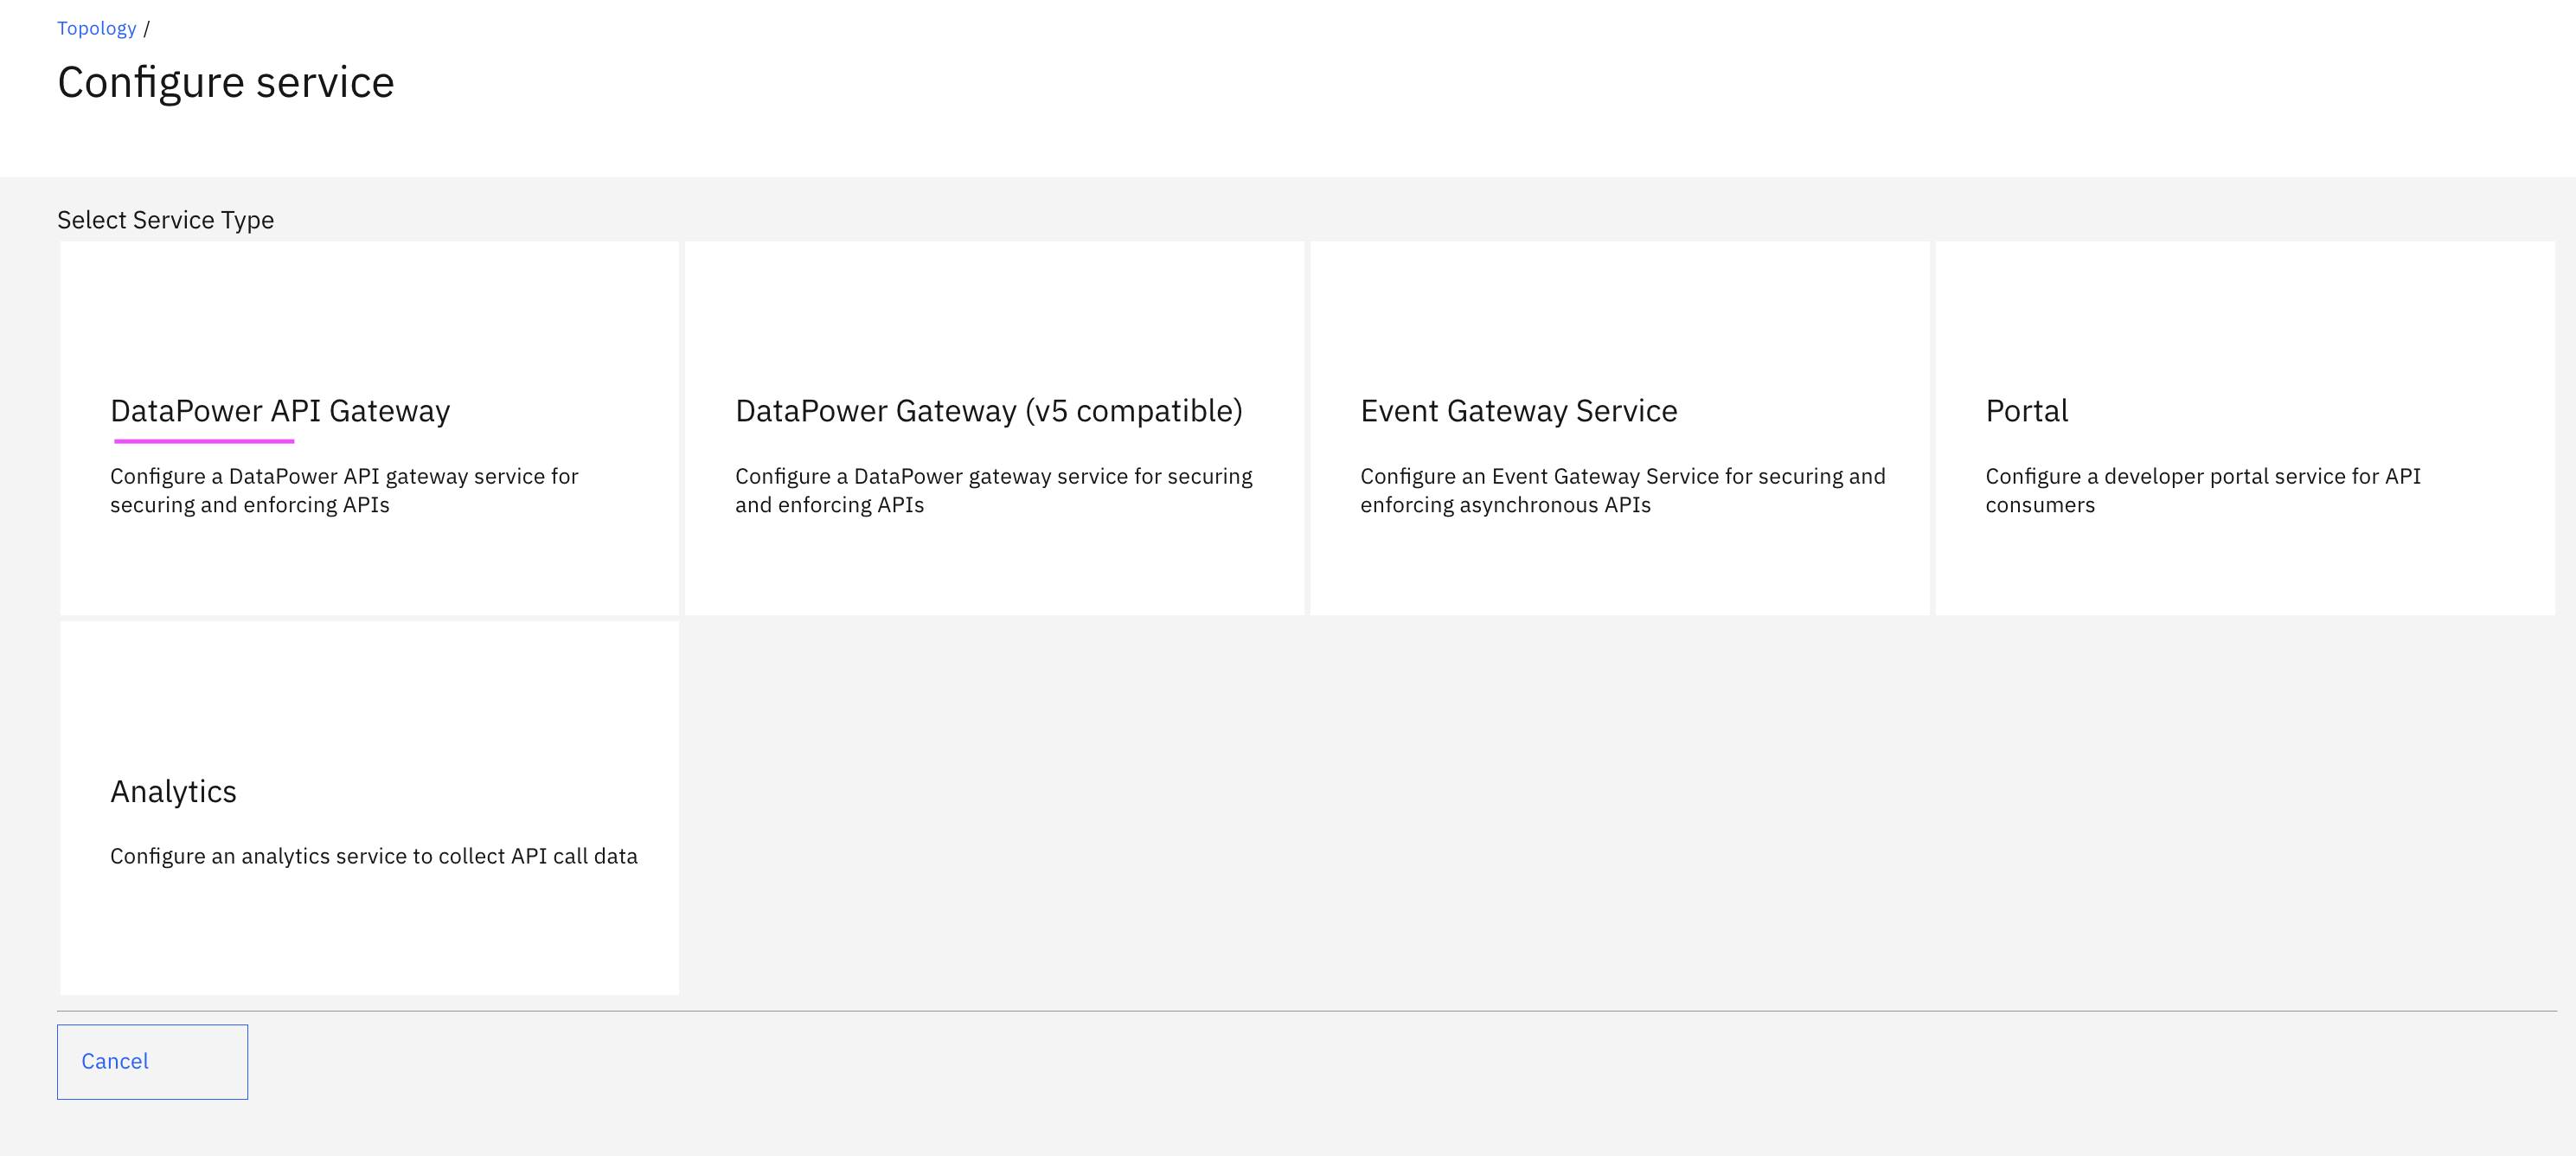 Topology /
Configure service
Select Service Type
DataPower API Gateway
Configure a DataPower API gateway service for
securing and enforcing APIs
DataPower Gateway (v5 compatible)
Configure a DataPower gateway service for securing
and enforcing APIs
Event Gateway Service
Configure an Event Gateway Service for securing and
enforcing asynchronous APIs
Portal
Configure a developer portal service for API
consumers
Analytics
Configure an analytics service to collect API call data
Cancel